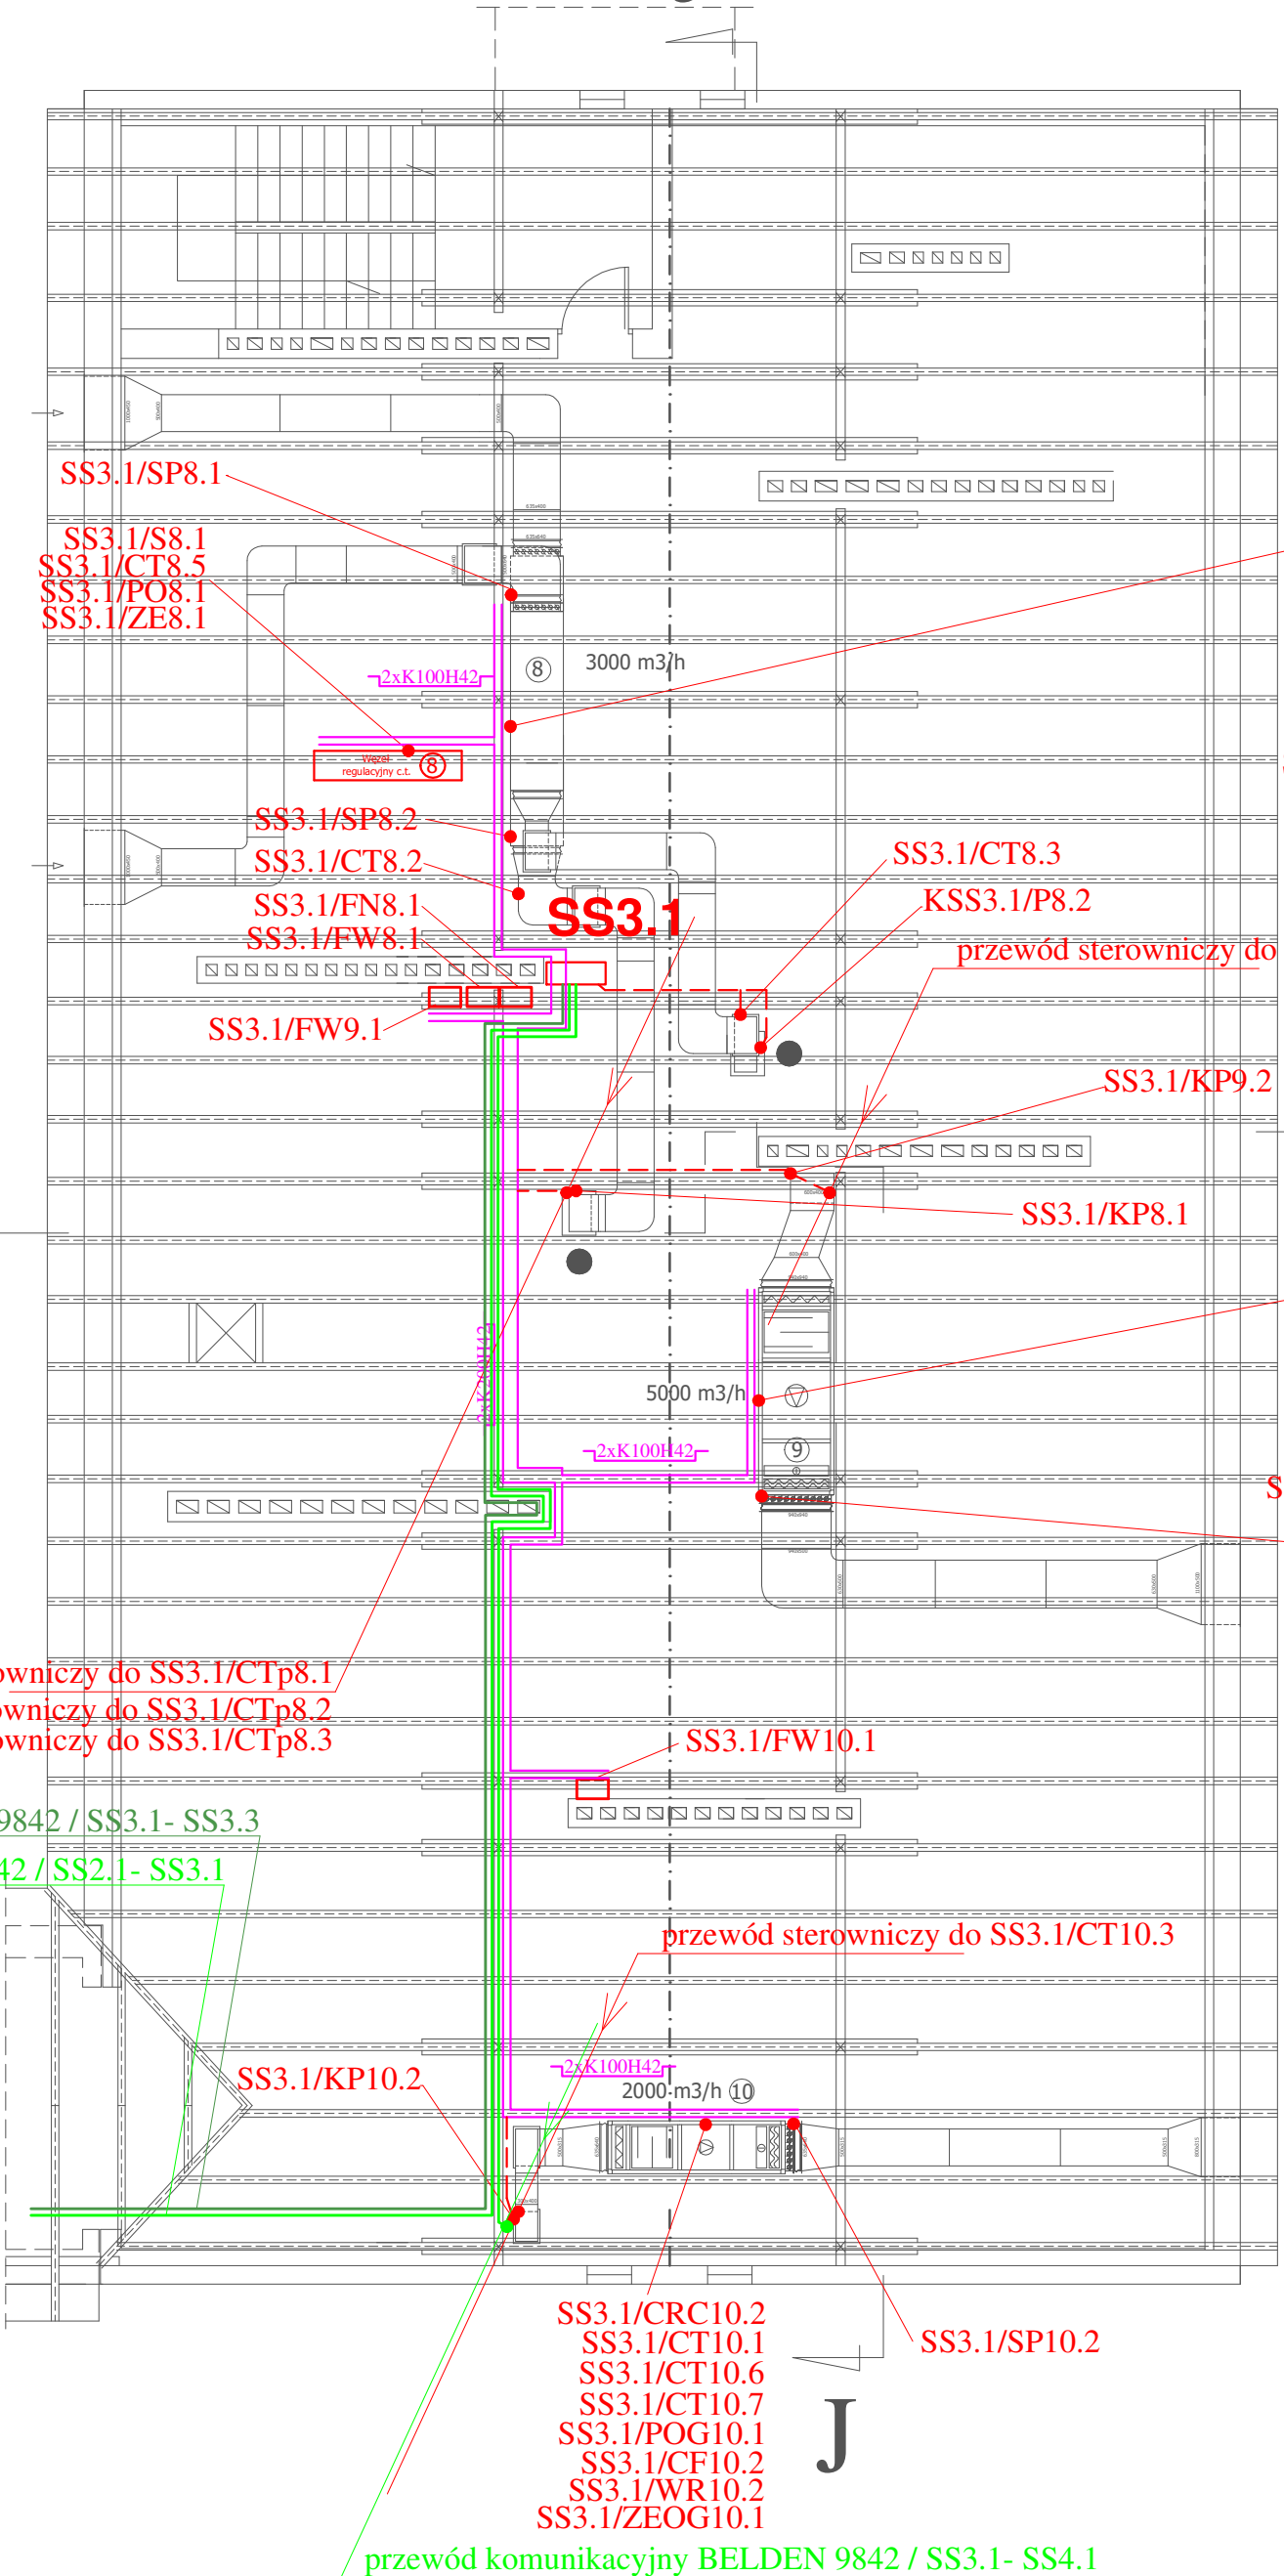 SS3.1/SP8.1
SS3.1/S8.1
SS3.1/CT8.5
SS3.1/PO8.1
SS3.1/ZE8.1
3000 m3/h
8
2xK100H42
Węzeł
regulacyjny c.t.
8
SS3.1/SP8.2
SS3.1/CT8.2
SS3.1/FN8.1
SS3.1/FW8.1
SS3.1/FW9.1
SS3.1
SS3.1/CT8.3
KSS3.1/P8.2
przewód sterowniczy do
SS3.1/KP9.2
SS3.1/KP8.1
2xK200H42
5000 m3/h
9
2xK100H42
S
owniczy do SS3.1/CTp8.1
owniczy do SS3.1/CTp8.2
owniczy do SS3.1/CTp8.3
SS3.1/FW10.1
9842 / SS3.1- SS3.3
42 / SS2.1- SS3.1
przewód sterowniczy do SS3.1/CT10.3
2xK100H42
SS3.1/KP10.2
2000 m3/h
10
SS3.1/CRC10.2
SS3.1/CT10.1
SS3.1/CT10.6
SS3.1/CT10.7
SS3.1/POG10.1
SS3.1/CF10.2
SS3.1/WR10.2
SS3.1/ZEOG10.1
SS3.1/SP10.2
J
przewód komunikacyjny BELDEN 9842 / SS3.1- SS4.1